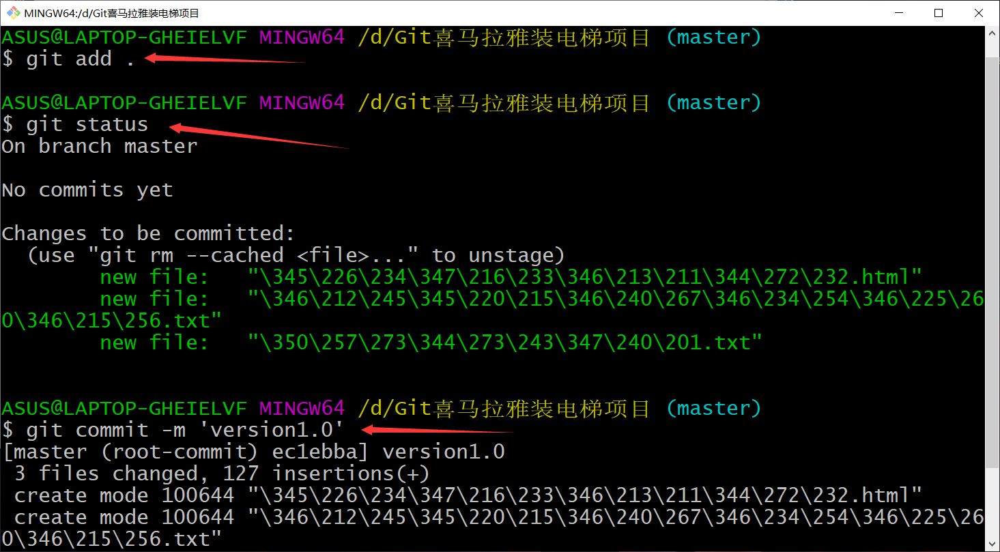 MINGW64:/d/Git喜马拉雅装电梯项目
ASUS@LAPTOP-GHEIELVF MINGW64 /d/Git喜马拉雅装电梯项目 (master)
$ git add .
ASUS@LAPTOP-GHEIELVF MINGW64 /d/Git喜马拉雅装电梯项目 (master)
$ git status
On branch master
No commits yet
Changes to be committed:
  (use "git rm --cached <file>..." to unstage)
        new file:   "\345\226\234\347\216\233\346\213\211\344\272\232.html"
        new file:   "\346\212\245\345\220\215\346\240\267\346\234\254\346\225\26
0\346\215\256.txt"
        new file:   "\350\257\273\344\273\243\347\240\201.txt"
ASUS@LAPTOP-GHEIELVF MINGW64 /d/Git喜马拉雅装电梯项目 (master)
$ git commit -m 'version1.0'
[master (root-commit) ec1ebba] version1.0
 3 files changed, 127 insertions(+)
 create mode 100644 "\345\226\234\347\216\233\346\213\211\344\272\232.html"
 create mode 100644 "\346\212\245\345\220\215\346\240\267\346\234\254\346\225\26
0\346\215\256.txt"